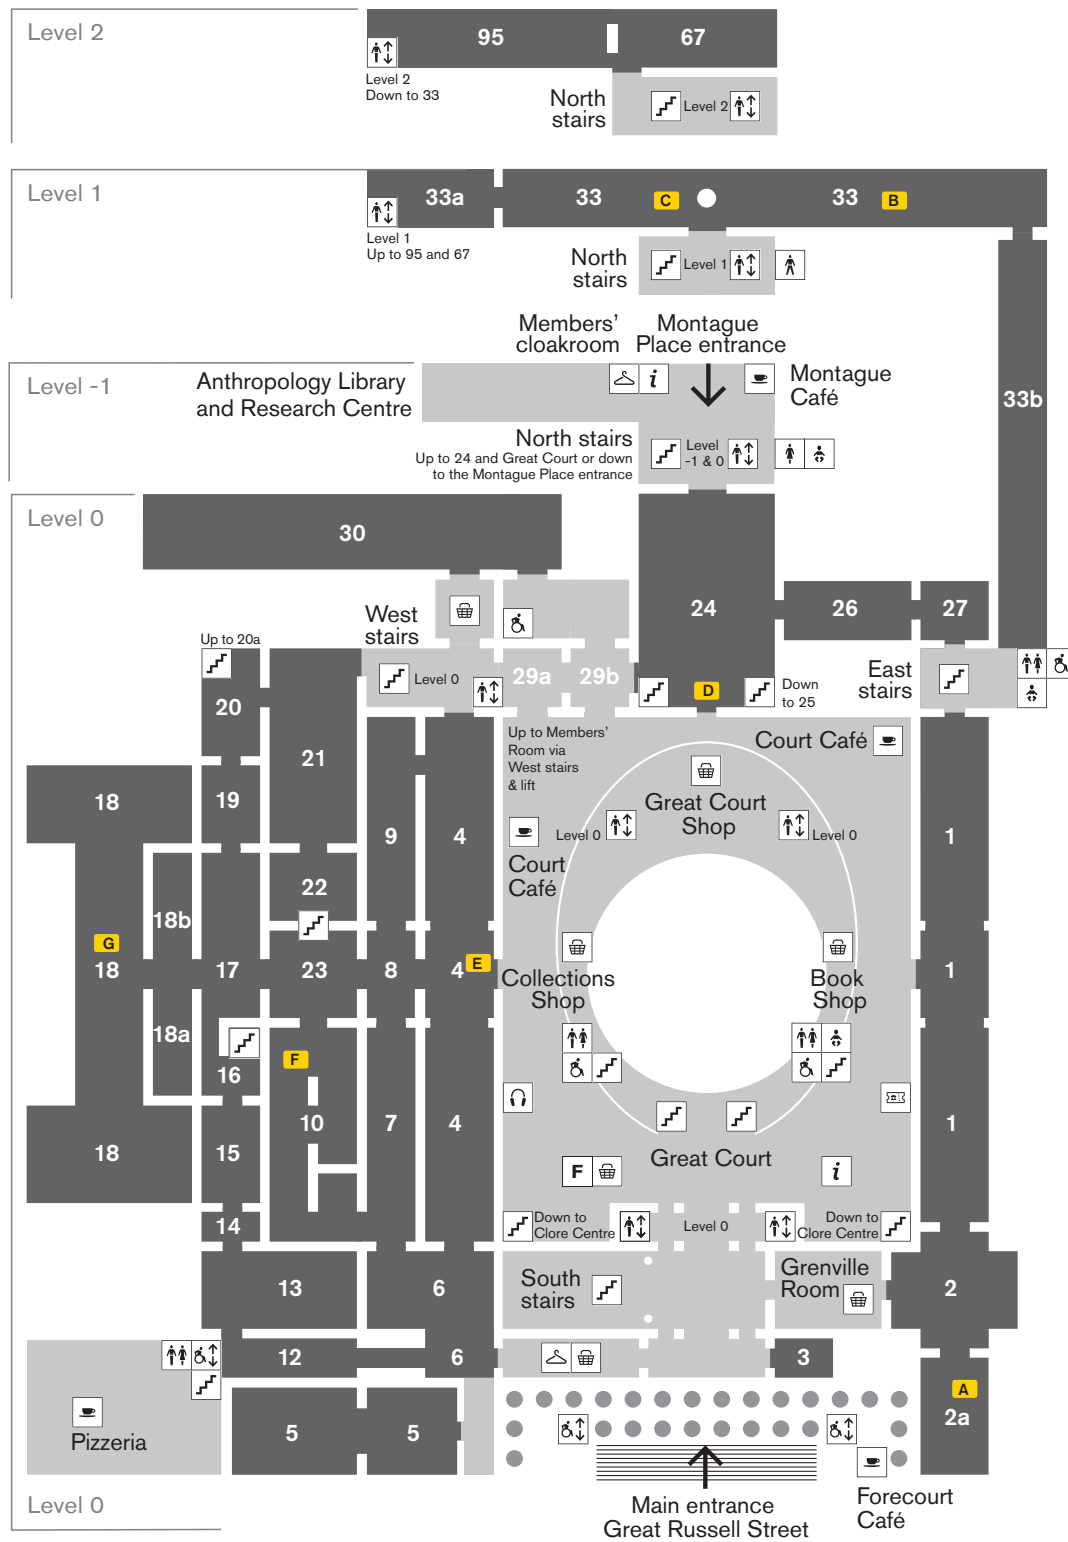 Level 2
95
67
Level 2
Down to 33
North
stairs
Level 2
Level 1
33a
33
C
33
B
Level 1
Up to 95 and 67
North
stairs
Level 1
Members’
cloakroom
Montague
Place entrance
Level -1
Anthropology Library
and Research Centre
i
Montague
Café
33b
North stairs
Up to 24 and Great Court or down
to the Montague Place entrance
Level
-1 & 0
Level 0
30
24
26
27
West
stairs
Up to 20a
Level 0
29a
29b
D
Down
to 25
East
stairs
20
21
Up to Members’
Room via
West stairs
& lift
Court Café
Great Court
Shop
18
19
9
4
Level 0
Level 0
1
Court
Café
22
18b
G
18
17
23
8
4
E
Collections
Shop
Book
Shop
1
18a
16
F
10
7
4
1
18
15
Great Court
F
i
14
Down to
Clore Centre
Level 0
Down to
Clore Centre
13
6
South
stairs
Grenville
Room
2
12
6
3
A
2a
Pizzeria
5
5
Level 0
Main entrance
Great Russell Street
Forecourt
Café